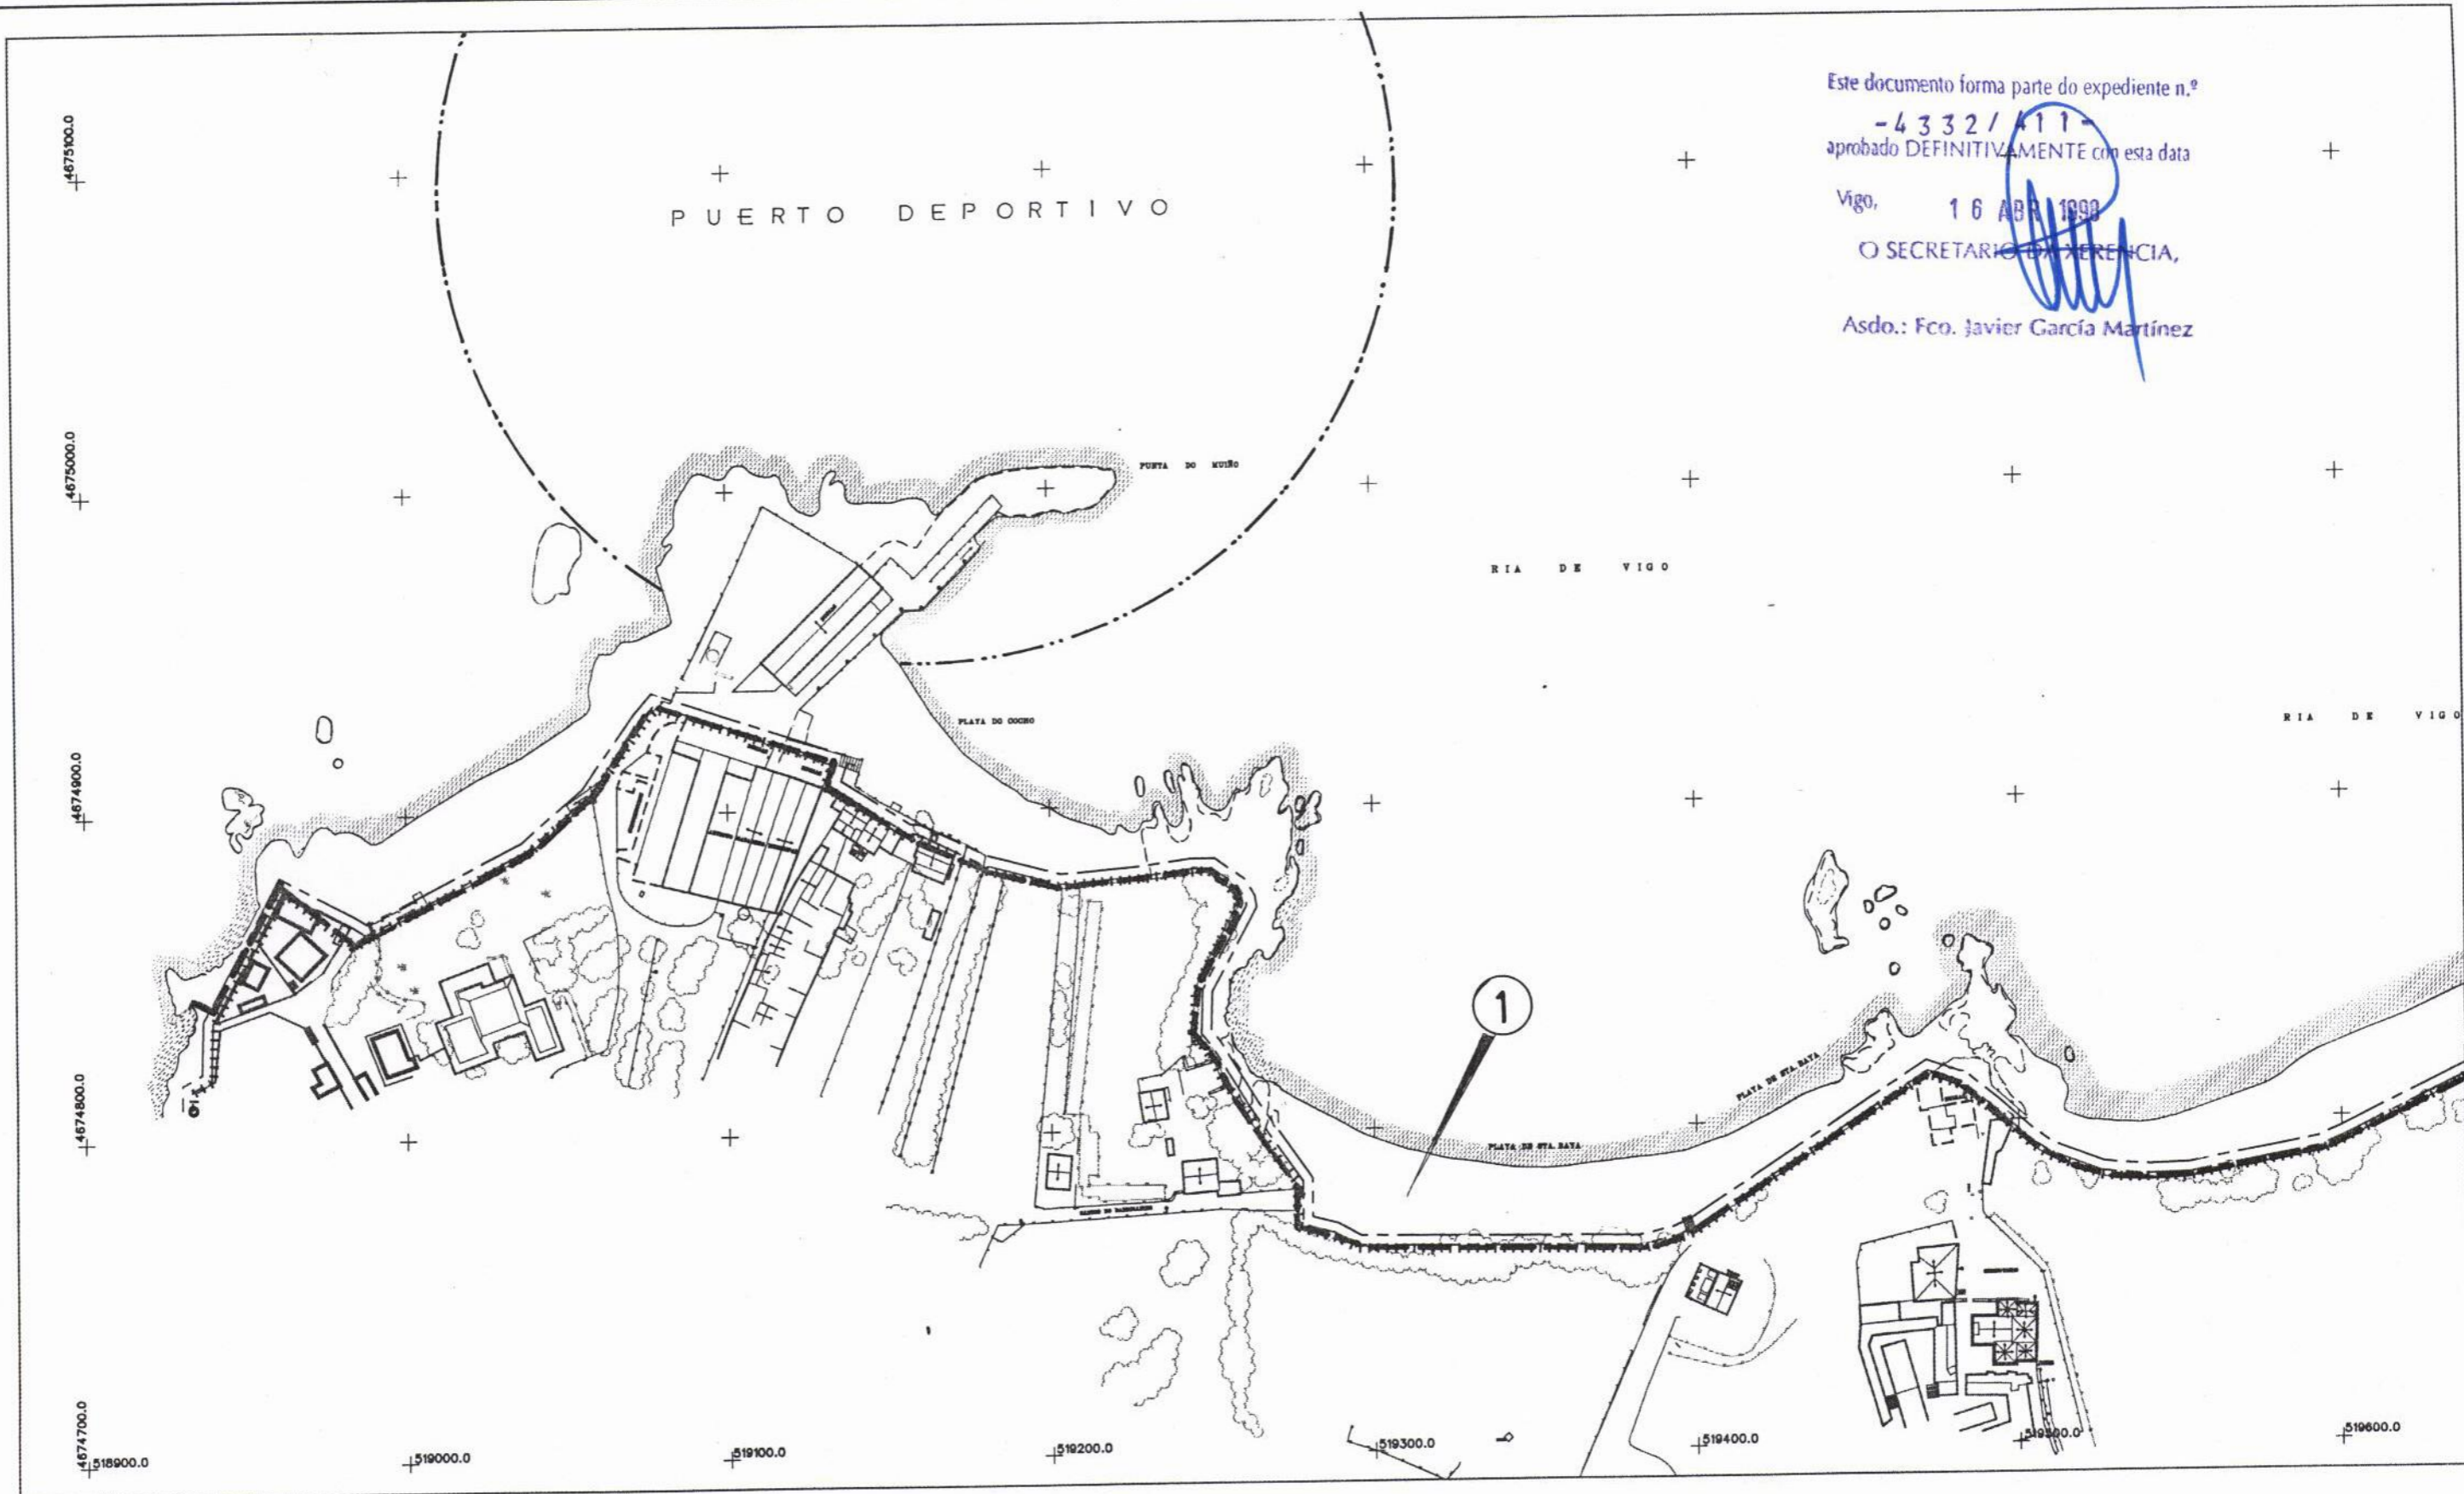 Este documento forma parte do expediente n.º
-4332/411-
aprobado DEFINITIVAMENTE con esta data
Vigo,
16 ABR 1998
O SECRETARIO DA XERENCIA,
Asdo.: Fco. Javier García Martínez
4675100.0
PUERTO DEPORTIVO
4675000.0
PUNTA DO MUIÑO
RIA DE VIGO
RIA DE VIGO
PLAYA DO COCHO
4674900.0
1
PLAYA DE STA. BAYA
4674800.0
PLAYA DE STA. BAYA
4674700.0
518900.0
519000.0
519100.0
519200.0
519300.0
519400.0
519500.0
519600.0